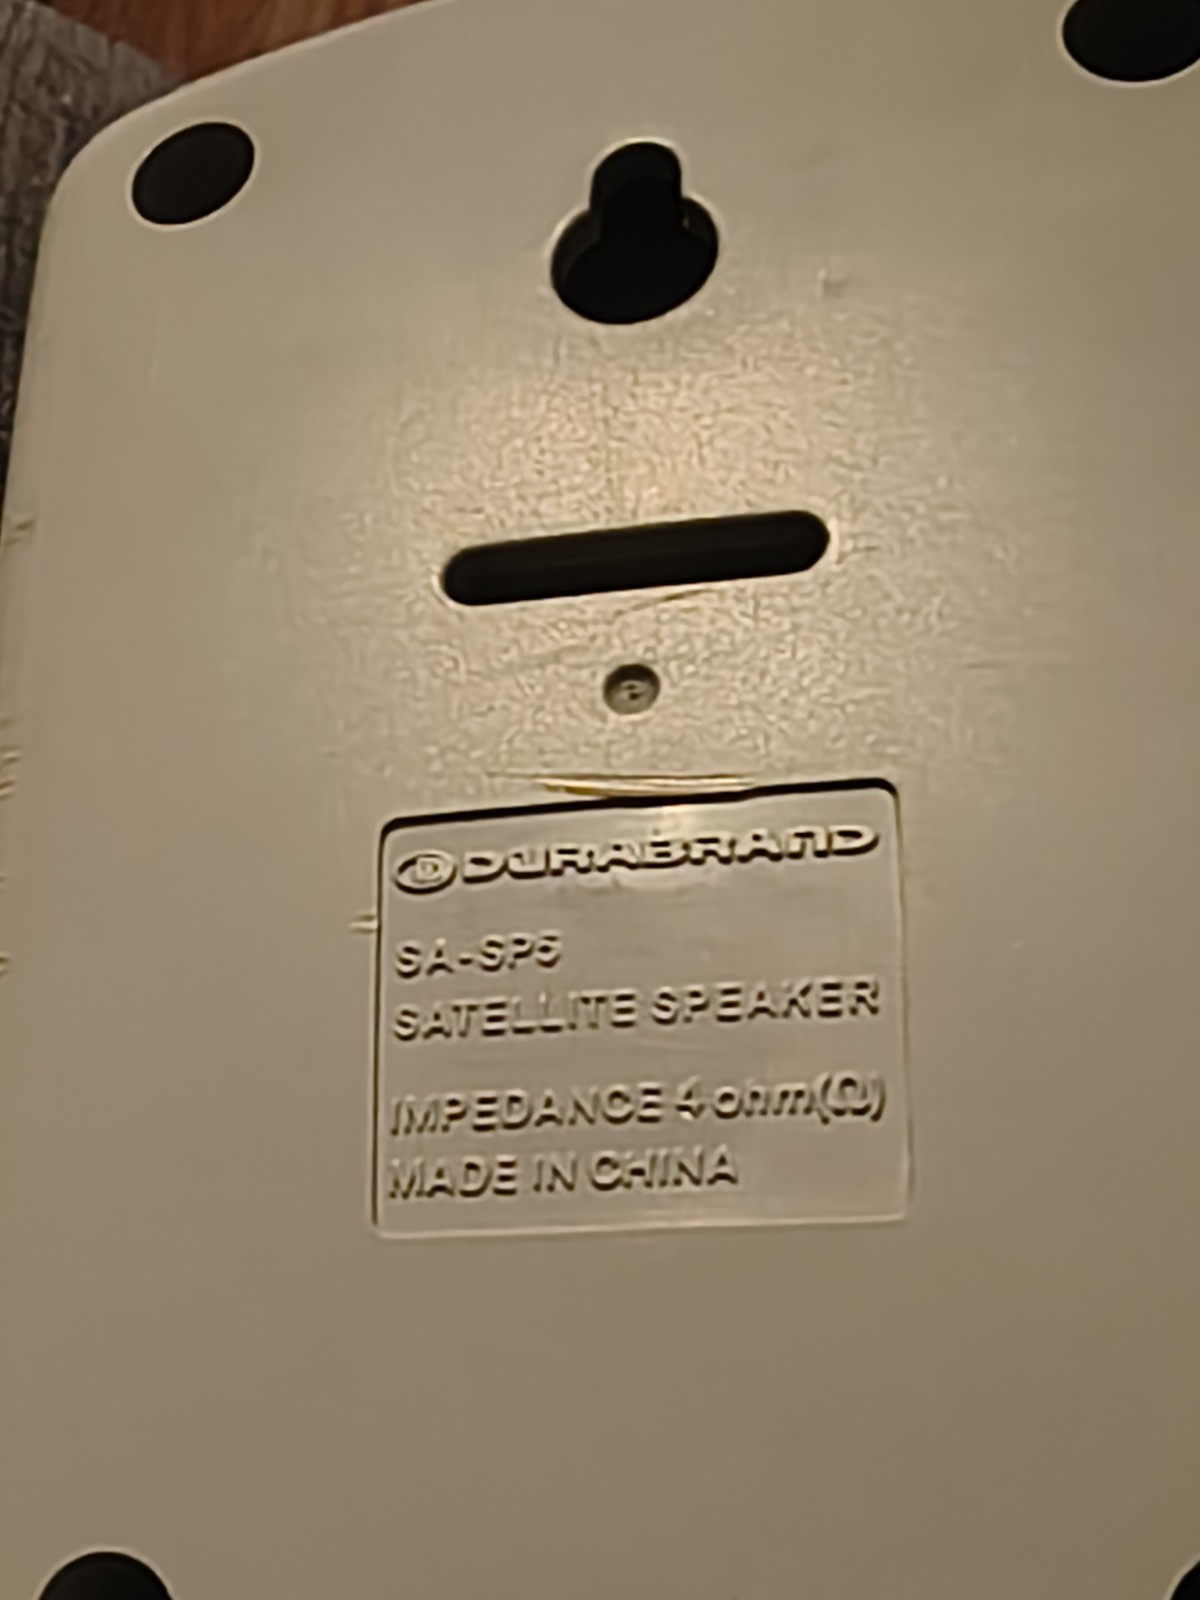 DURABRAND
SA-SP5
SATELLITE SPEAKER
IMPEDANCE 4 ohm(Ω)
MADE IN CHINA